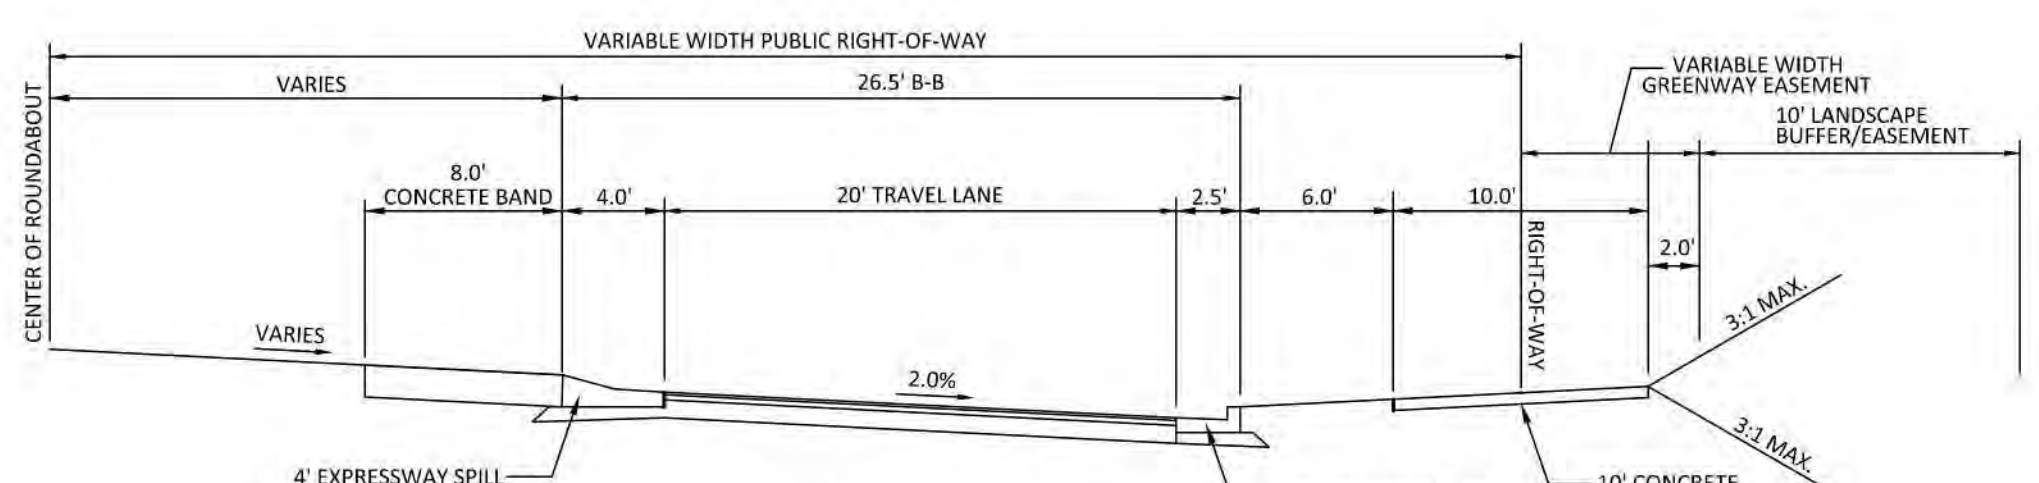 VARIABLE WIDTH PUBLIC RIGHT-OF-WAY
VARIES
26.5' B-B
VARIABLE WIDTH
GREENWAY EASEMENT
10' LANDSCAPE
BUFFER/EASEMENT
CENTER OF ROUNDABOUT
8.0'
CONCRETE BAND
4.0'
20' TRAVEL LANE
2.5'
6.0'
10.0'
RIGHT-OF-WAY
2.0'
3:1 MAX.
VARIES
2.0%
3:1 MAX.
4' EXPRESSWAY SPILL
10' CONCRETE